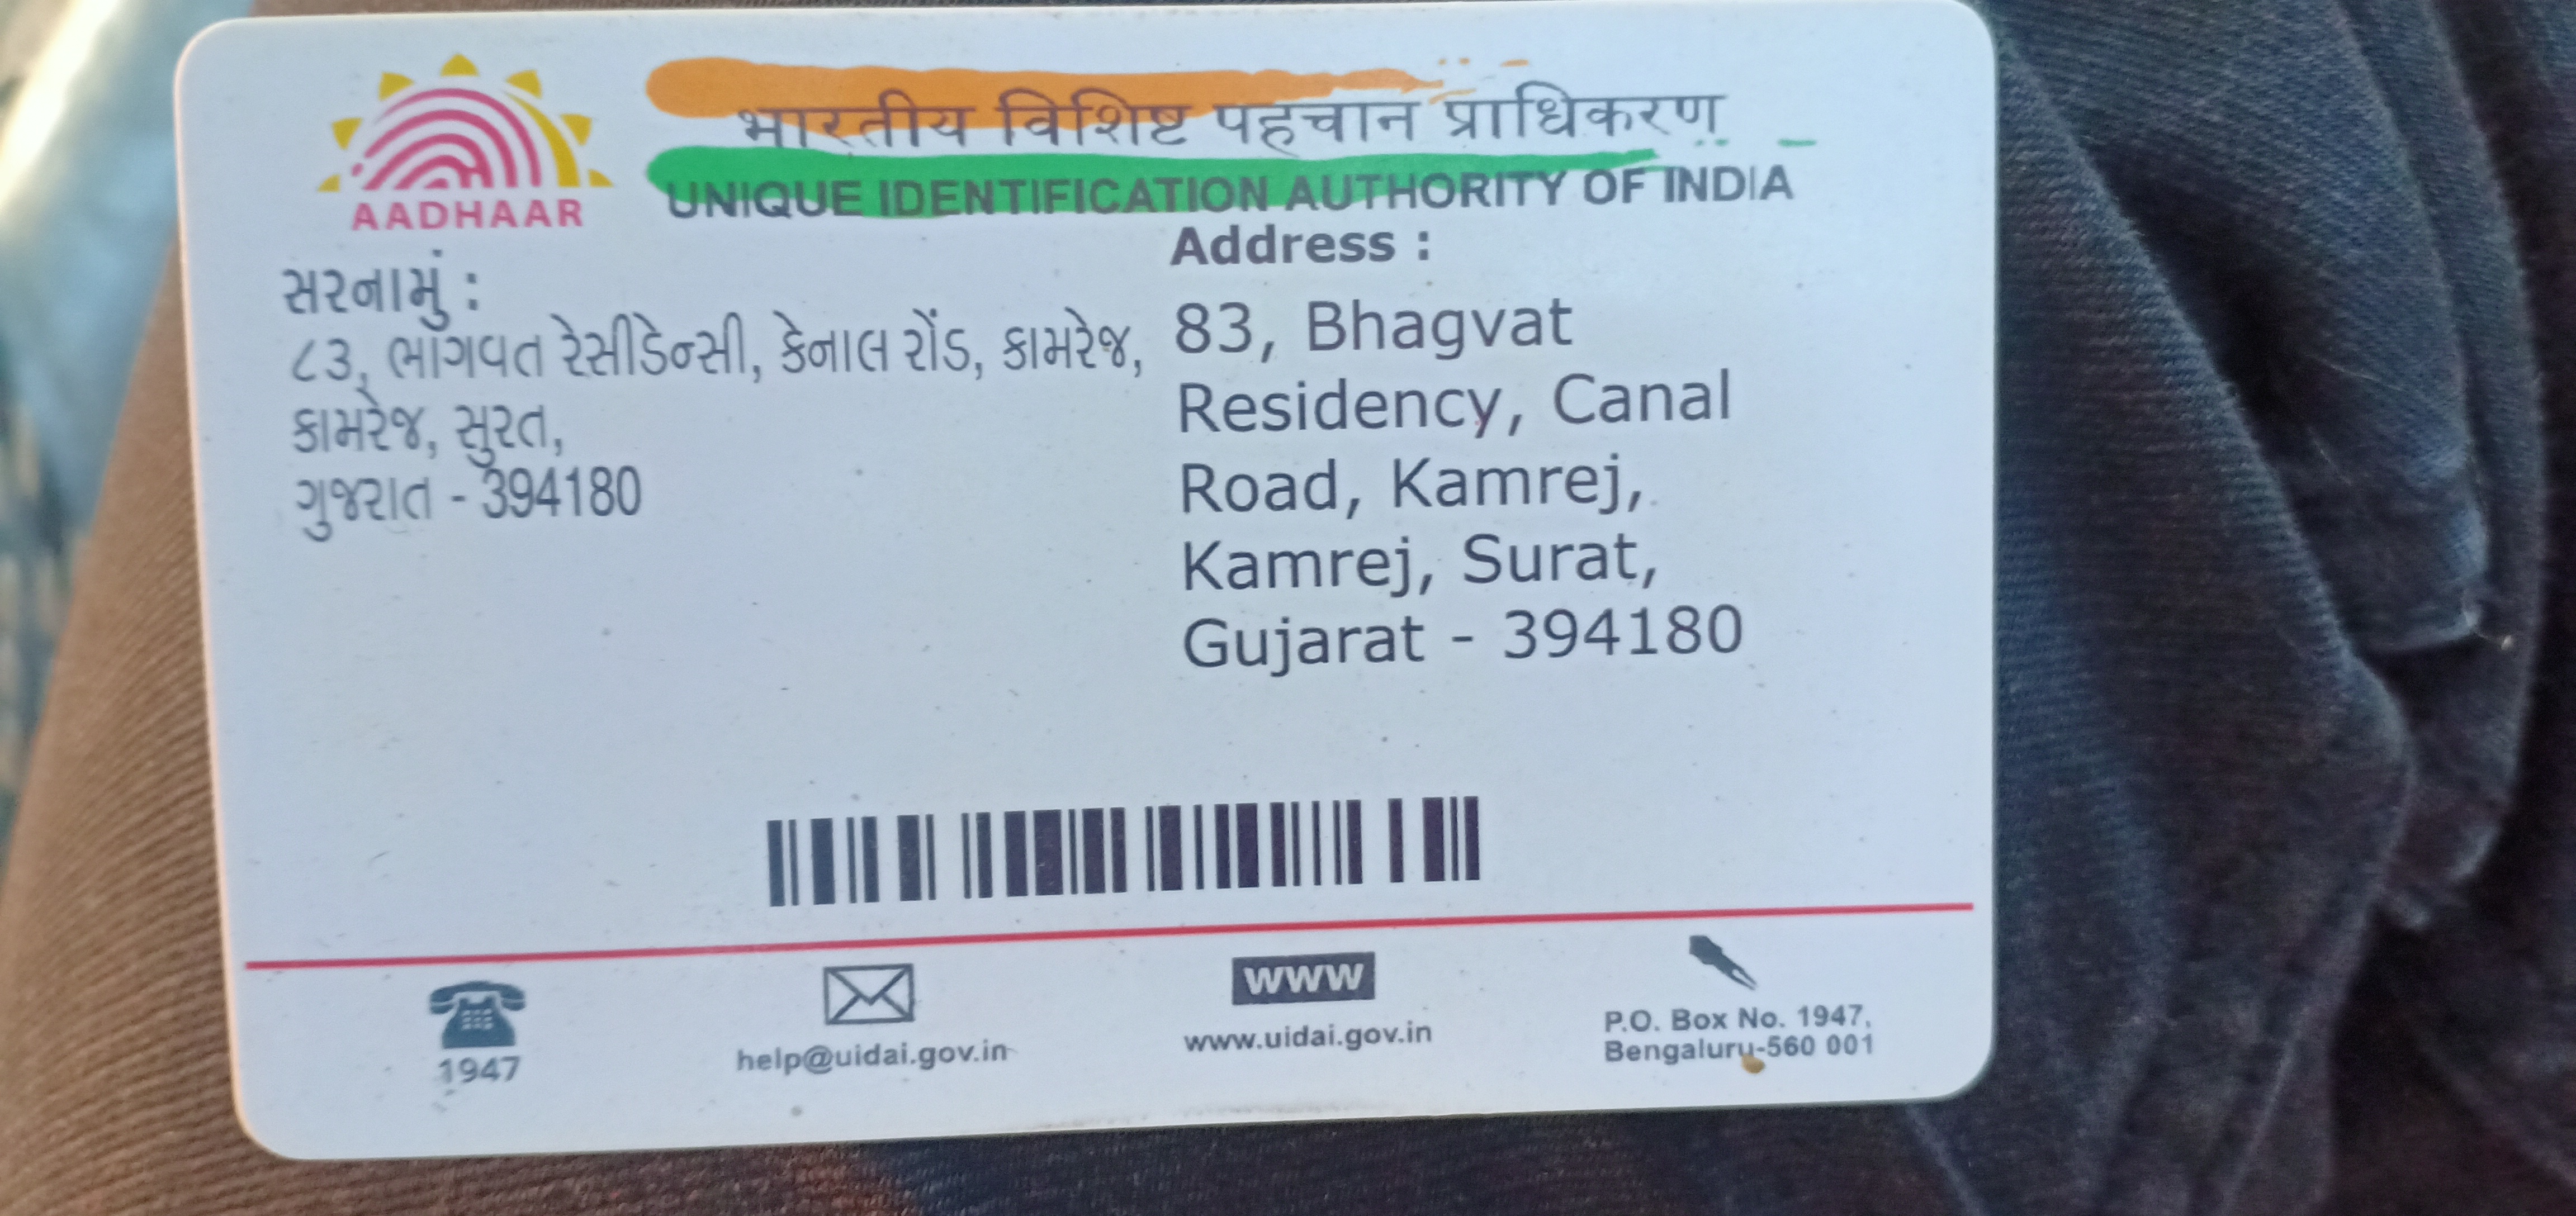 भारतीय विशिष्ट पहचान प्राधिकरण
UNIQUE IDENTIFICATION AUTHORITY OF INDIA
AADHAAR
સરનામું :
૮૩, ભાગવત રેસીડેન્સી, કેનાલ રોંડ, કામરેજ,
કામરેજ, સુરત,
ગુજરાત - 394180
Address :
83, Bhagvat
Residency, Canal
Road, Kamrej,
Kamrej, Surat,
Gujarat - 394180
1947
help@uidai.gov.in
www
www.uidai.gov.in
P.O. Box No. 1947,
Bengaluru-560 001